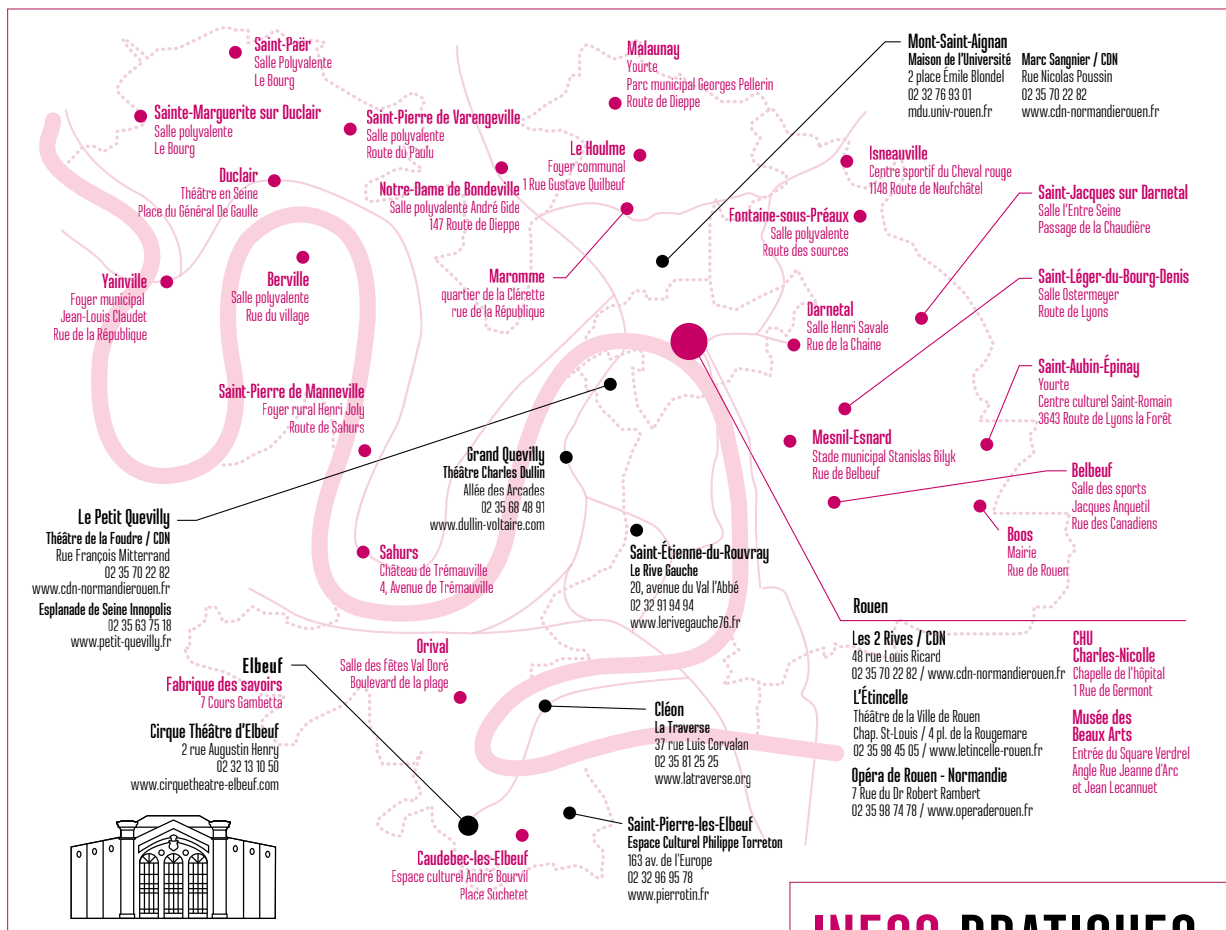 Saint-Paër
Salle Polyvalente
Le Bourg
Sainte-Marguerite sur Duclair
Salle polyvalente
Le Bourg
Saint-Pierre de Varengeville
Salle polyvalente
Route du Paulu
Malaunay
Yourte
Parc municipal Georges Pellerin
Route de Dieppe
Mont-Saint-Aignan
Maison de l'Université
2 place Émile Blondel
02 32 76 93 01
mdu.univ-rouen.fr
Marc Sangnier / CDN
Rue Nicolas Poussin
02 35 70 22 82
www.cdn-normandierouen.fr
Duclair
Théâtre en Seine
Place du Général De Gaulle
Le Houlme
Foyer communal
1 Rue Gustave Quilbeuf
Notre-Dame de Bondeville
Salle polyvalente André Gide
147 Route de Dieppe
Isneauville
Centre sportif du Cheval rouge
1148 Route de Neufchâtel
Fontaine-sous-Préaux
Salle polyvalente
Route des sources
Saint-Jacques sur Darnetal
Salle l'Entre Seine
Passage de la Chaudière
Yainville
Foyer municipal
Jean-Louis Claudet
Rue de la République
Berville
Salle polyvalente
Rue du village
Maromme
quartier de la Clérette
rue de la République
Saint-Léger-du-Bourg-Denis
Salle Ostermeyer
Route de Lyons
Darnetal
Salle Henri Savale
Rue de la Chaine
Saint-Aubin-Épinay
Yourte
Centre culturel Saint-Romain
3643 Route de Lyons la Forêt
Saint-Pierre de Manneville
Foyer rural Henri Joly
Route de Sahurs
Mesnil-Esnard
Stade municipal Stanislas Bilyk
Rue de Belbeuf
Grand Quevilly
Théâtre Charles Dullin
Allée des Arcades
02 35 68 48 91
www.dullin-voltaire.com
Belbeuf
Salle des sports
Jacques Anquetil
Rue des Canadiens
Boos
Mairie
Rue de Rouen
Le Petit Quevilly
Théâtre de la Foudre / CDN
Rue François Mitterrand
02 35 70 22 82
www.cdn-normandierouen.fr
Esplanade de Seine Innopolis
02 35 63 75 18
www.petit-quevilly.fr
Sahurs
Château de Trémauville
4, Avenue de Trémauville
Saint-Étienne-du-Rouvray
Le Rive Gauche
20, avenue du Val l'Abbé
02 32 91 94 94
www.lerivegauche76.fr
Rouen
Les 2 Rives / CDN
48 rue Louis Ricard
02 35 70 22 82 / www.cdn-normandierouen.fr
L'Étincelle
Théâtre de la Ville de Rouen
Chap. St-Louis / 4 pl. de la Rougemare
02 35 98 45 05 / www.letincelle-rouen.fr
Opéra de Rouen - Normandie
7 Rue du Dr Robert Rambert
02 35 98 74 78 / www.operaderouen.fr
CHU
Charles-Nicolle
Chapelle de l'hôpital
1 Rue de Germont
Musée des
Beaux Arts
Entrée du Square Verdrel
Angle Rue Jeanne d'Arc
et Jean Lecannuet
Orival
Salle des fêtes Val Doré
Boulevard de la plage
Elbeuf
Fabrique des savoirs
7 Cours Gambetta
Cirque Théâtre d'Elbeuf
2 rue Augustin Henry
02 32 13 10 50
www.cirquetheatre-elbeuf.com
Cléon
La Traverse
37 rue Luis Corvalan
02 35 81 25 25
www.latraverse.org
Saint-Pierre-les-Elbeuf
Espace Culturel Philippe Torreton
163 av. de l'Europe
02 32 96 95 78
www.pierrotin.fr
Caudebec-les-Elbeuf
Espace culturel André Bourvil
Place Suchetet
INFOS PRATIQUES